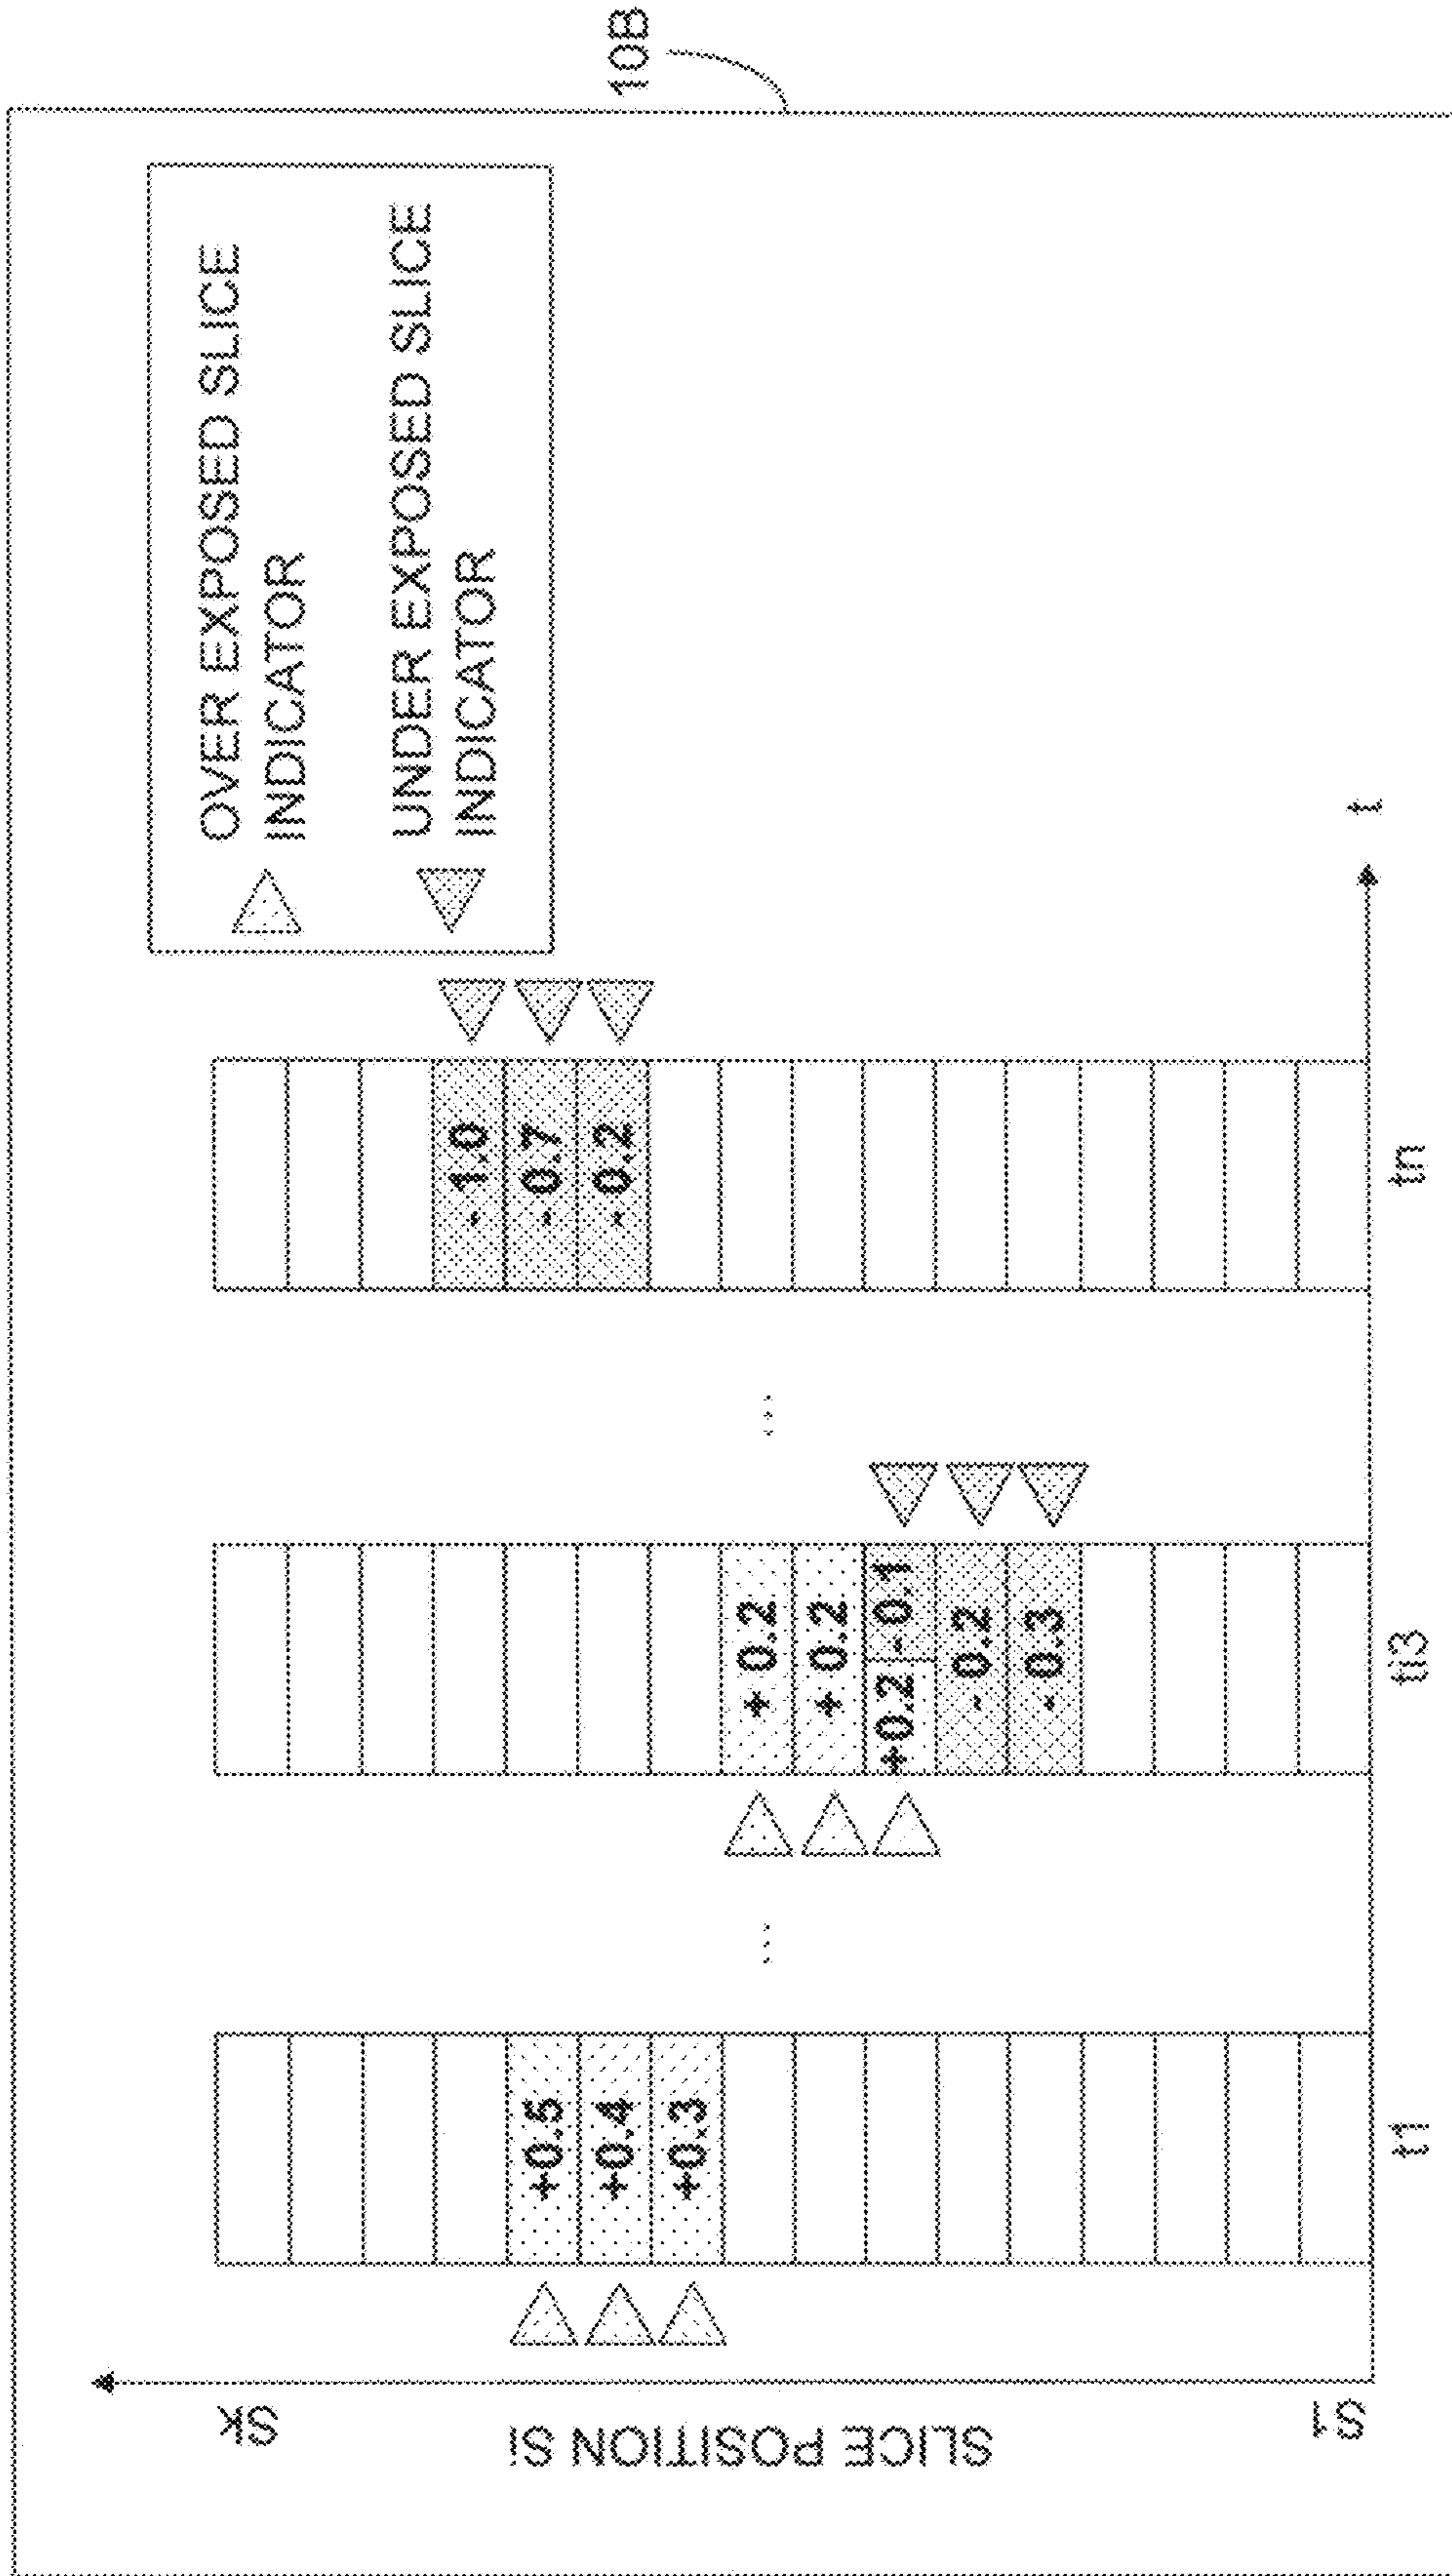 10B
OVER EXPOSED SLICE
INDICATOR
UNDER EXPOSED SLICE
INDICATOR
SLICE POSITION Si
Sk
S1
+0.5
+0.4
+0.3
...
+ 0.2
+ 0.2
+0.2 - 0.1
- 0.2
- 0.3
...
- 1.0
- 0.7
- 0.2
t1
ti3
tn
t